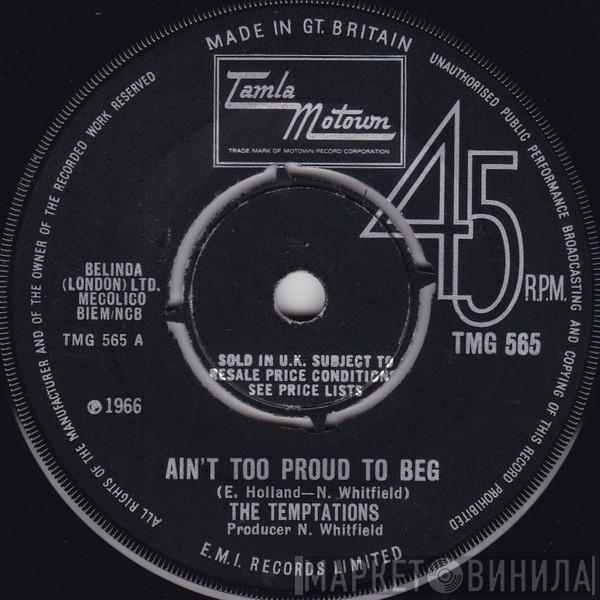 MADE IN GT. BRITAIN
UNAUTHORISED PUBLIC PERFORMANCE BROADCASTING AND COPYING OF THIS RECORD PROHIBITED
ALL RIGHTS OF THE MANUFACTURER AND OF THE OWNER OF THE RECORDED WORK RESERVED
Tamla
Motown
TRADE MARK OF MOTOWN RECORD CORPORATION
45
R.P.M.
BELINDA
(LONDON) LTD.
MECOLICO
BIEM/NCB
TMG 565 A
TMG 565
SOLD IN U.K. SUBJECT TO
RESALE PRICE CONDITIONS
SEE PRICE LISTS
℗ 1966
AIN'T TOO PROUD TO BEG
(E. Holland—N. Whitfield)
THE TEMPTATIONS
Producer N. Whitfield
E.M.I. RECORDS LIMITED
МАРКЕТ ВИНИЛА